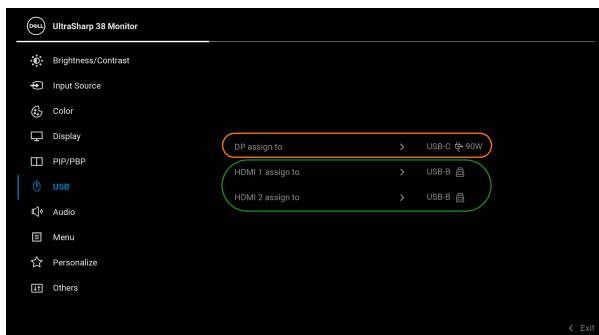 DELL UltraSharp 38 Monitor
Brightness/Contrast
Input Source
Color
Display
PIP/PBP
USB
Audio
Menu
Personalize
Others
DP assign to > USB-C 90W
HDMI 1 assign to > USB-B
HDMI 2 assign to > USB-B
< Exit